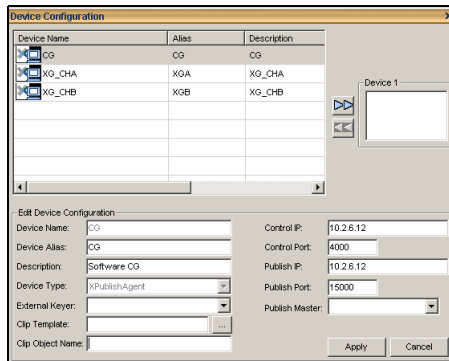 Device Configuration
Device Name Alias Description
CG CG CG
XG_CHA XGA XG_CHA
XG_CHB XGB XG_CHB
Device 1
Edit Device Configuration
Device Name: CG
Control IP: 10.2.6.12
Device Alias: CG
Control Port: 4000
Description: Software CG
Publish IP: 10.2.6.12
Device Type: XPublishAgent
Publish Port: 15000
External Keyer:
Publish Master:
Clip Template: ...
Clip Object Name:
Apply Cancel